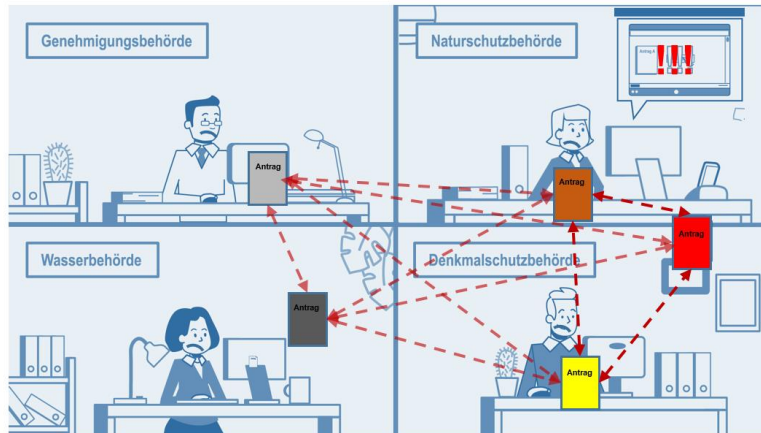 Genehmigungsbehörde
Naturschutzbehörde
Antrag A
Antrag
Antrag
Antrag
Wasserbehörde
Denkmalschutzbehörde
Antrag
Antrag